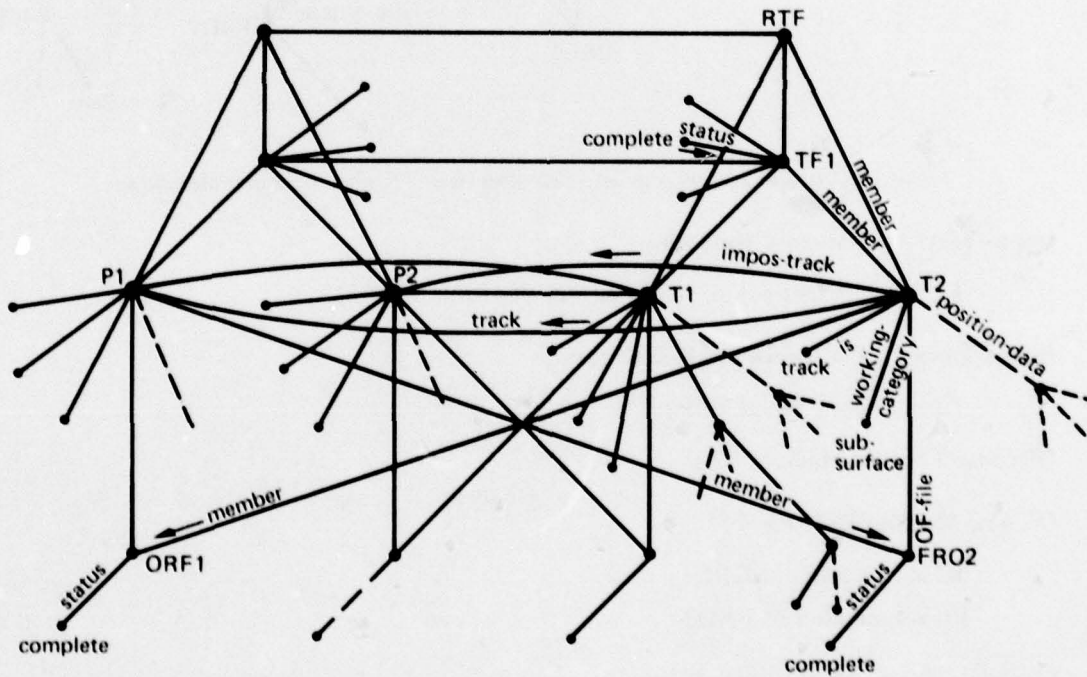 RTF
complete
status
TF1
member
member
P1
P2
impos-track
T1
T2
track
is
track
working-
category
position-data
sub-
surface
member
member
OF-file
ORF1
FRO2
status
complete
status
complete